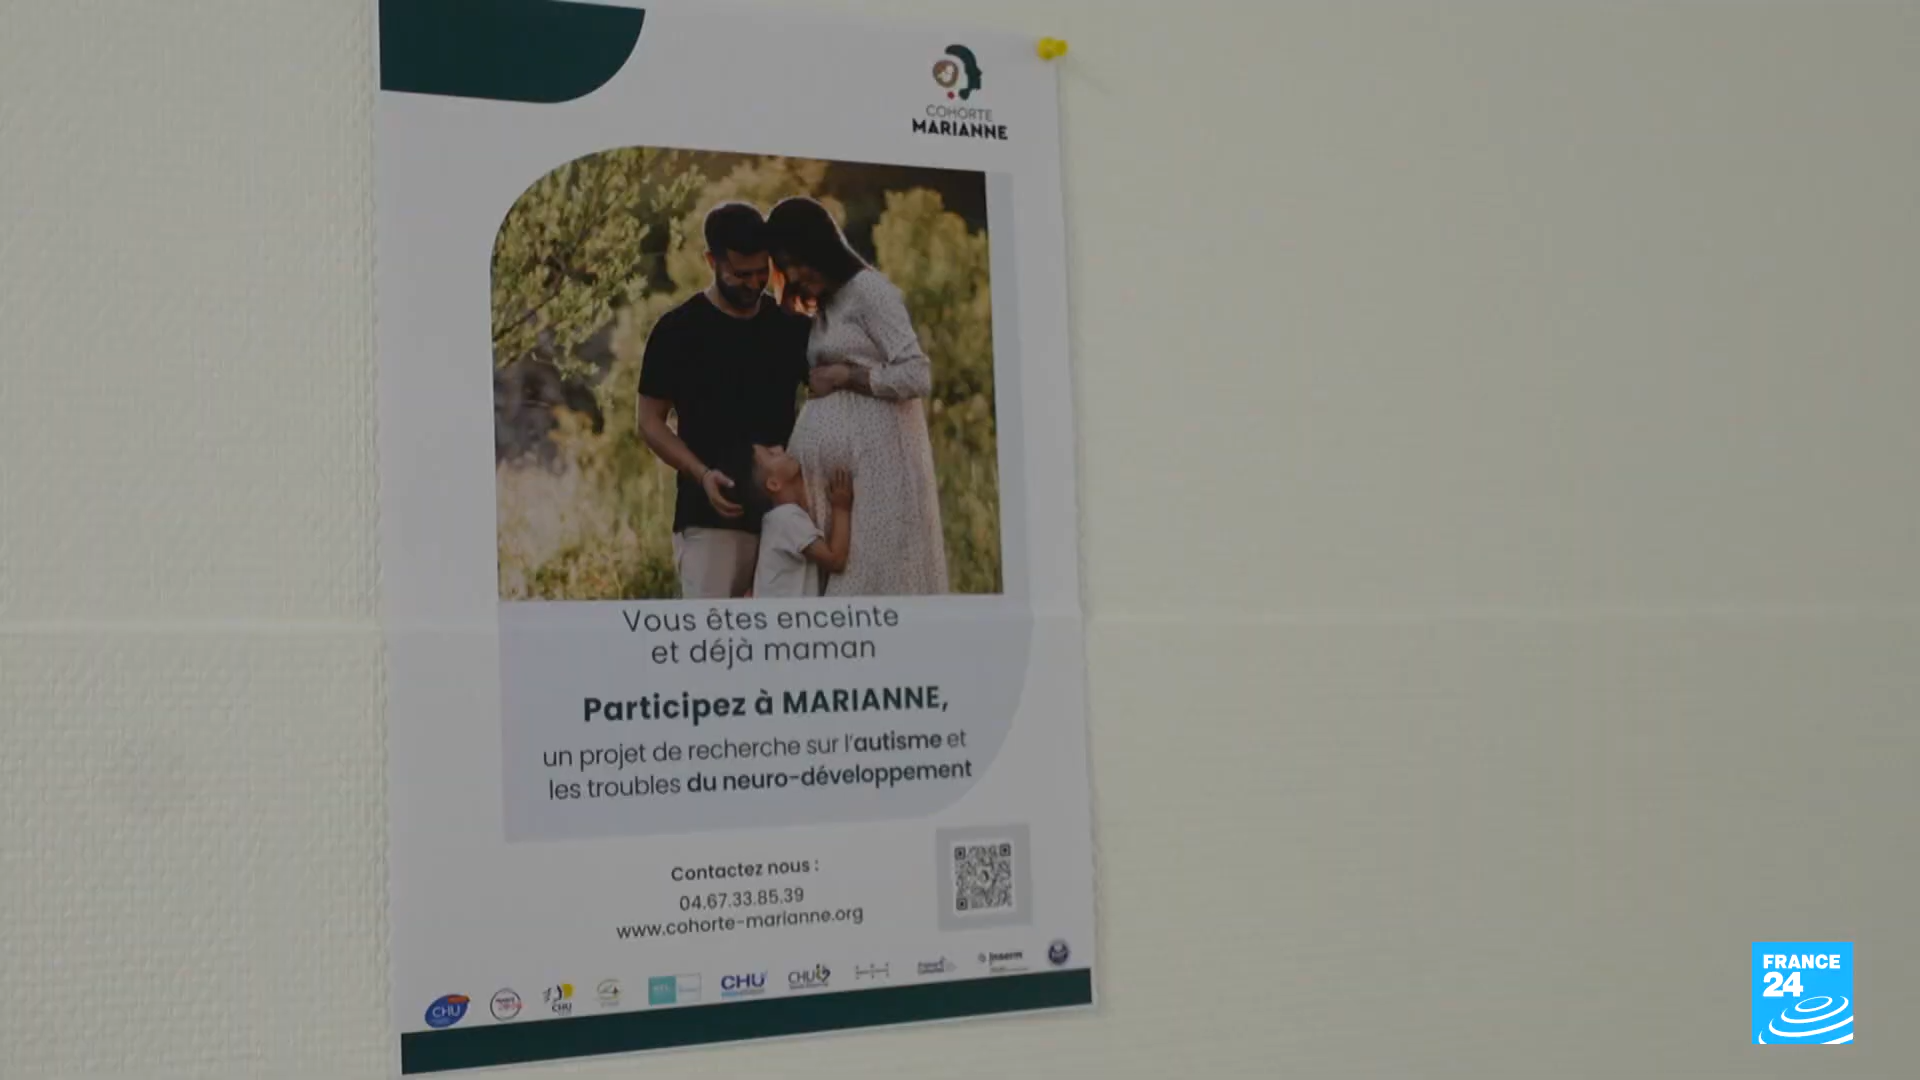 COHORTE
MARIANNE
Vous êtes enceinte
et déjà maman
Participez à MARIANNE,
un projet de recherche sur l'autisme et
les troubles du neuro-développement
Contactez nous :
04.67.33.85.39
www.cohorte-marianne.org
CHU
CHU
CHU
CHU
Inserm
FRANCE
24